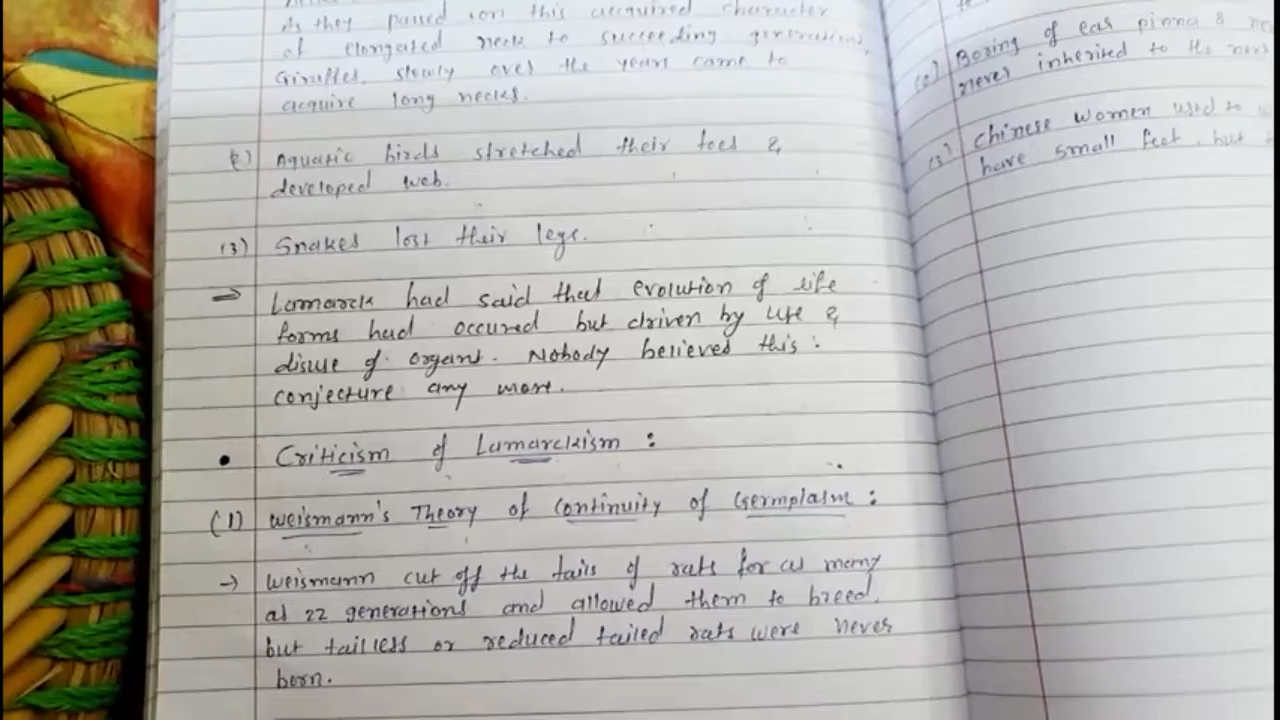 As they passed on this acquired character
of elongated neck to succeeding generations,
Giraffes, slowly over the years came to
acquire long necks.
(2) Aquatic birds stretched their toes &
developed web.
(3) Snakes lost their legs.
⇒ Lamarck had said that evolution of life
forms had occured but driven by use &
disuse of organs. Nobody believed this
conjecture any more.
• Criticism of Lamarckism :
(1) Weismann's Theory of Continuity of Germplasm :
→ Weismann cut off the tails of rats for as many
as 22 generations and allowed them to breed,
but tailless or reduced tailed rats were never
born.
to
(2) Boring of ear pinna &
never inherited to the next
(3) Chinese women used to
have small feet, but